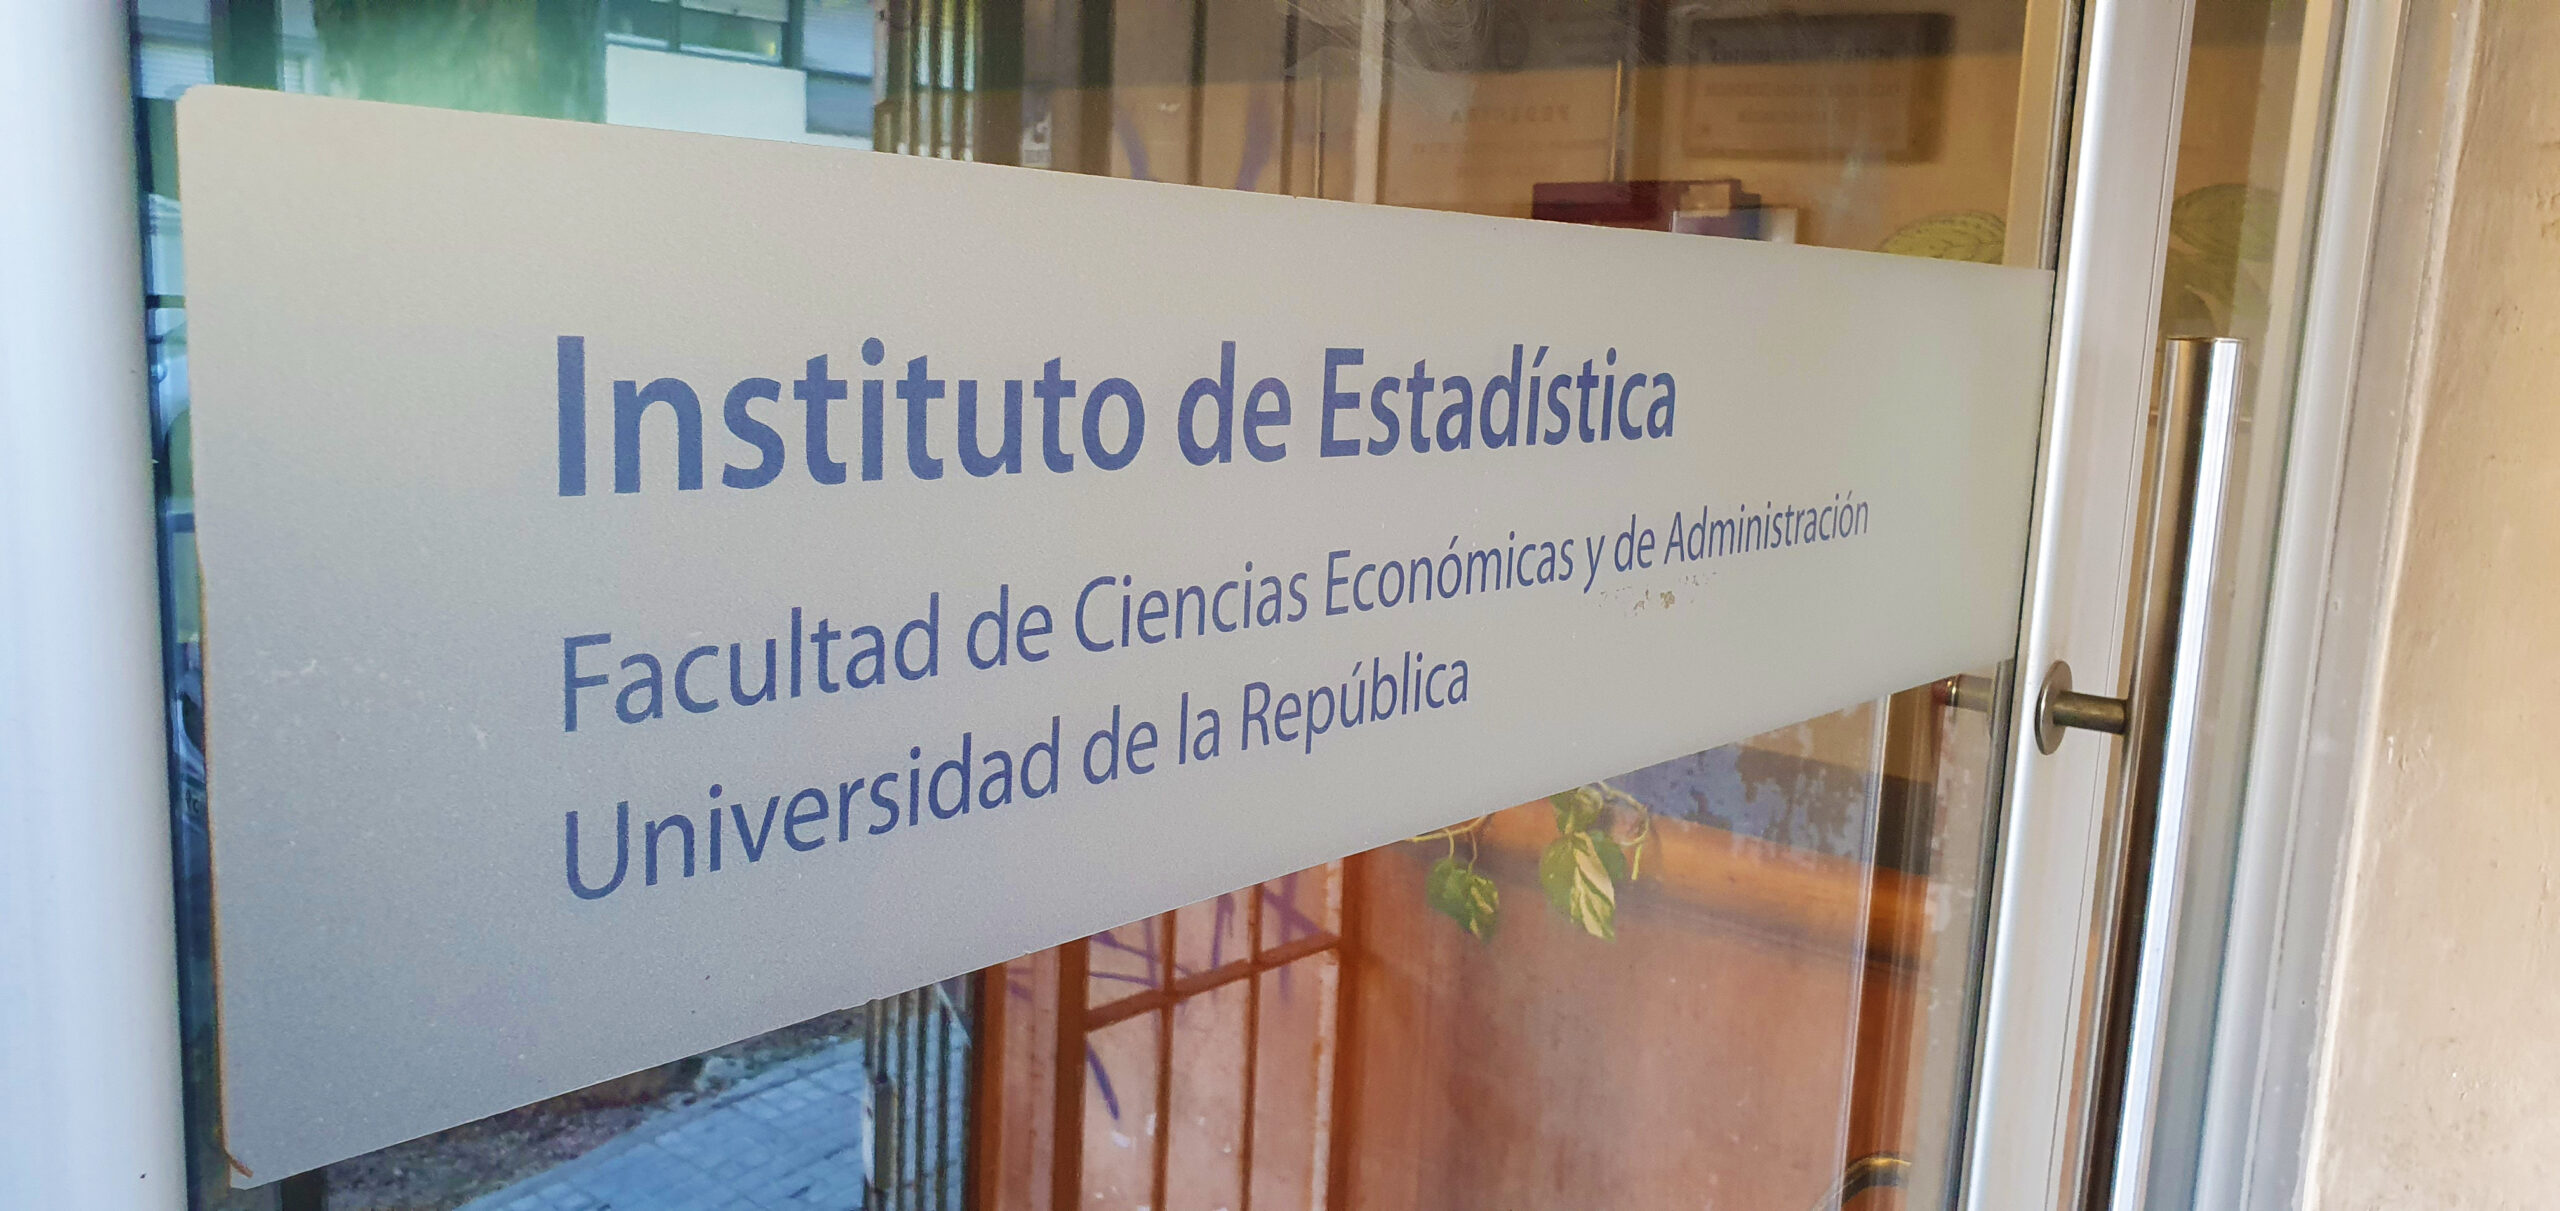 Instituto de Estadística
Facultad de Ciencias Económicas y de Administración
Universidad de la República